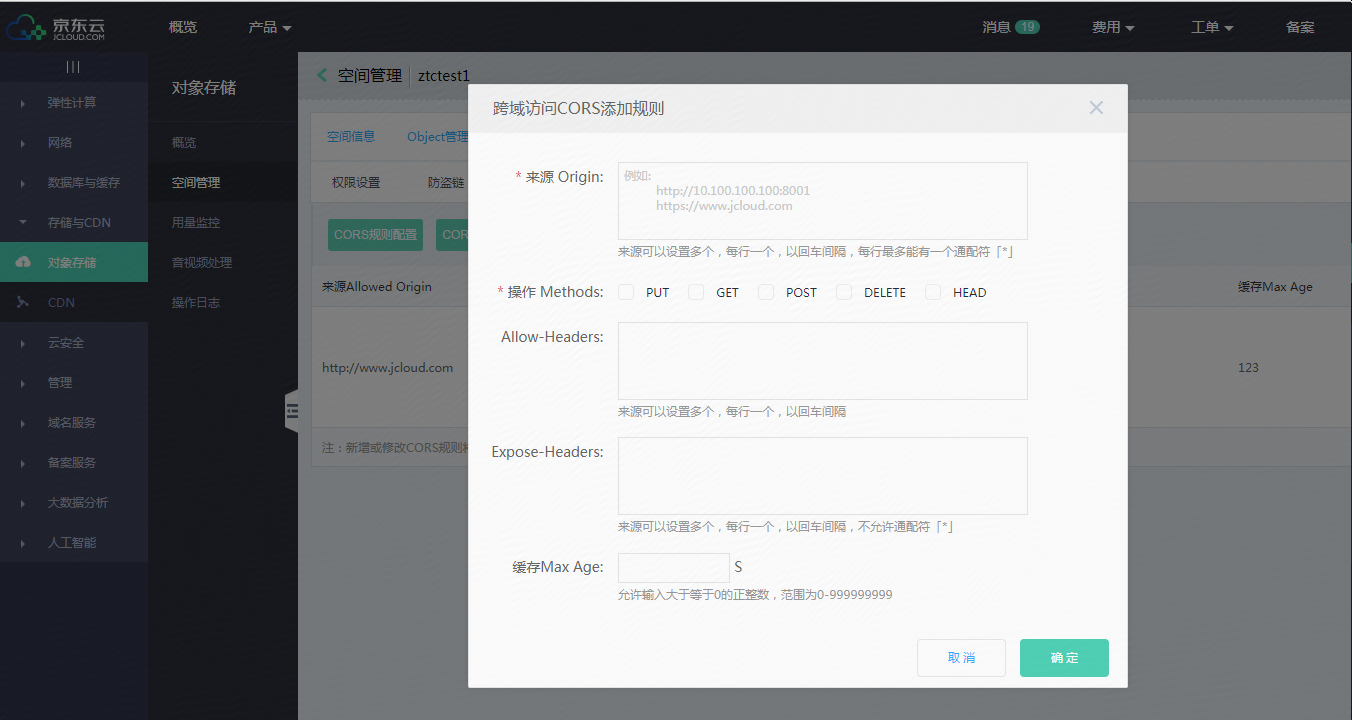 京东云
JCLOUD.COM
概览
产品
消息 19
费用
工单
备案
弹性计算
网络
数据库与缓存
存储与CDN
对象存储
CDN
云安全
管理
域名服务
备案服务
大数据分析
人工智能
对象存储
概览
空间管理
用量监控
音视频处理
操作日志
空间管理 ztctest1
空间信息 Object管理
权限设置 防盗链
CORS规则配置 COR
来源Allowed Origin 缓存Max Age
http://www.jcloud.com 123
注：新增或修改CORS规则
跨域访问CORS添加规则
* 来源 Origin:
例如:
http://10.100.100.100:8001
https://www.jcloud.com
来源可以设置多个，每行一个，以回车间隔，每行最多能有一个通配符「*」
* 操作 Methods: PUT GET POST DELETE HEAD
Allow-Headers:
来源可以设置多个，每行一个，以回车间隔
Expose-Headers:
来源可以设置多个，每行一个，以回车间隔，不允许通配符「*」
缓存Max Age: S
允许输入大于等于0的正整数，范围为0-999999999
取消 确定